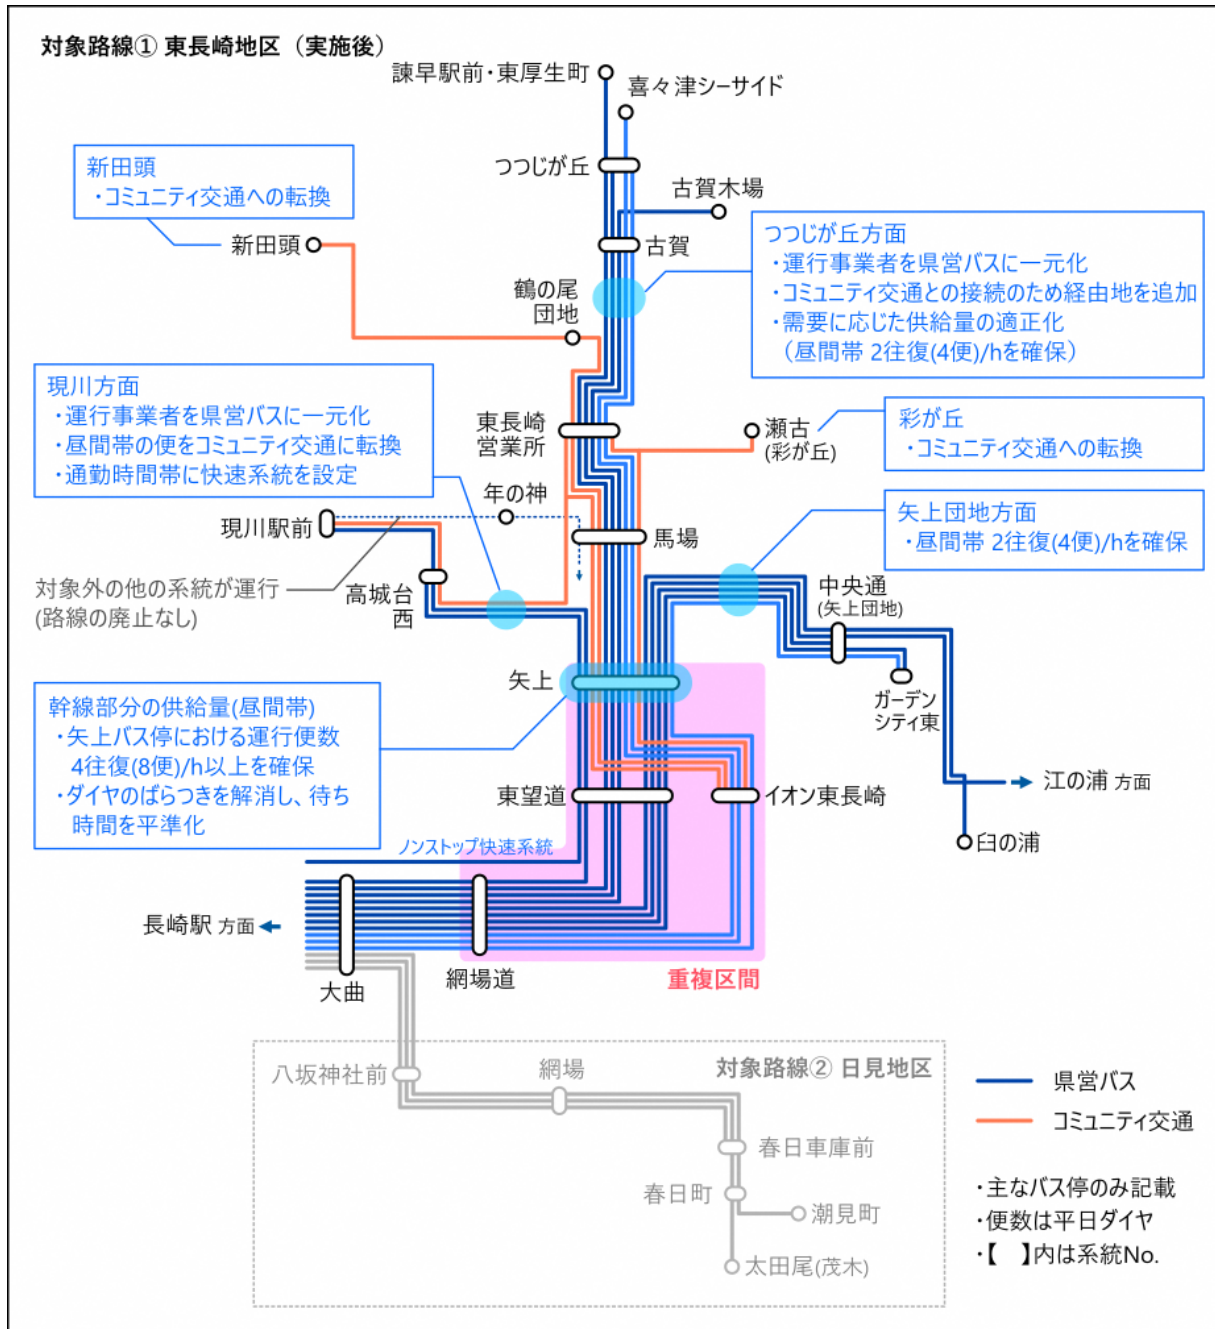 対象路線① 東長崎地区（実施後）
諫早駅前・東厚生町
喜々津シーサイド
つつじが丘
新田頭
・コミュニティ交通への転換
古賀木場
新田頭
古賀
つつじが丘方面
・運行事業者を県営バスに一元化
・コミュニティ交通との接続のため経由地を追加
・需要に応じた供給量の適正化
（昼間帯 2往復(4便)/hを確保）
鶴の尾
団地
現川方面
・運行事業者を県営バスに一元化
・昼間帯の便をコミュニティ交通に転換
・通勤時間帯に快速系統を設定
東長崎
営業所
瀬古
(彩が丘)
彩が丘
・コミュニティ交通への転換
年の神
現川駅前
馬場
矢上団地方面
・昼間帯 2往復(4便)/hを確保
対象外の他の系統が運行
(路線の廃止なし)
高城台
西
中央通
(矢上団地)
矢上
ガーデン
シティ東
幹線部分の供給量(昼間帯)
・矢上バス停における運行便数
4往復(8便)/h以上を確保
・ダイヤのばらつきを解消し、待ち
時間を平準化
東望道
イオン東長崎
江の浦 方面
臼の浦
ノンストップ快速系統
長崎駅 方面
大曲
網場道
重複区間
八坂神社前
網場
対象路線② 日見地区
春日車庫前
春日町
潮見町
太田尾(茂木)
県営バス
コミュニティ交通
・主なバス停のみ記載
・便数は平日ダイヤ
・【　】内は系統No.